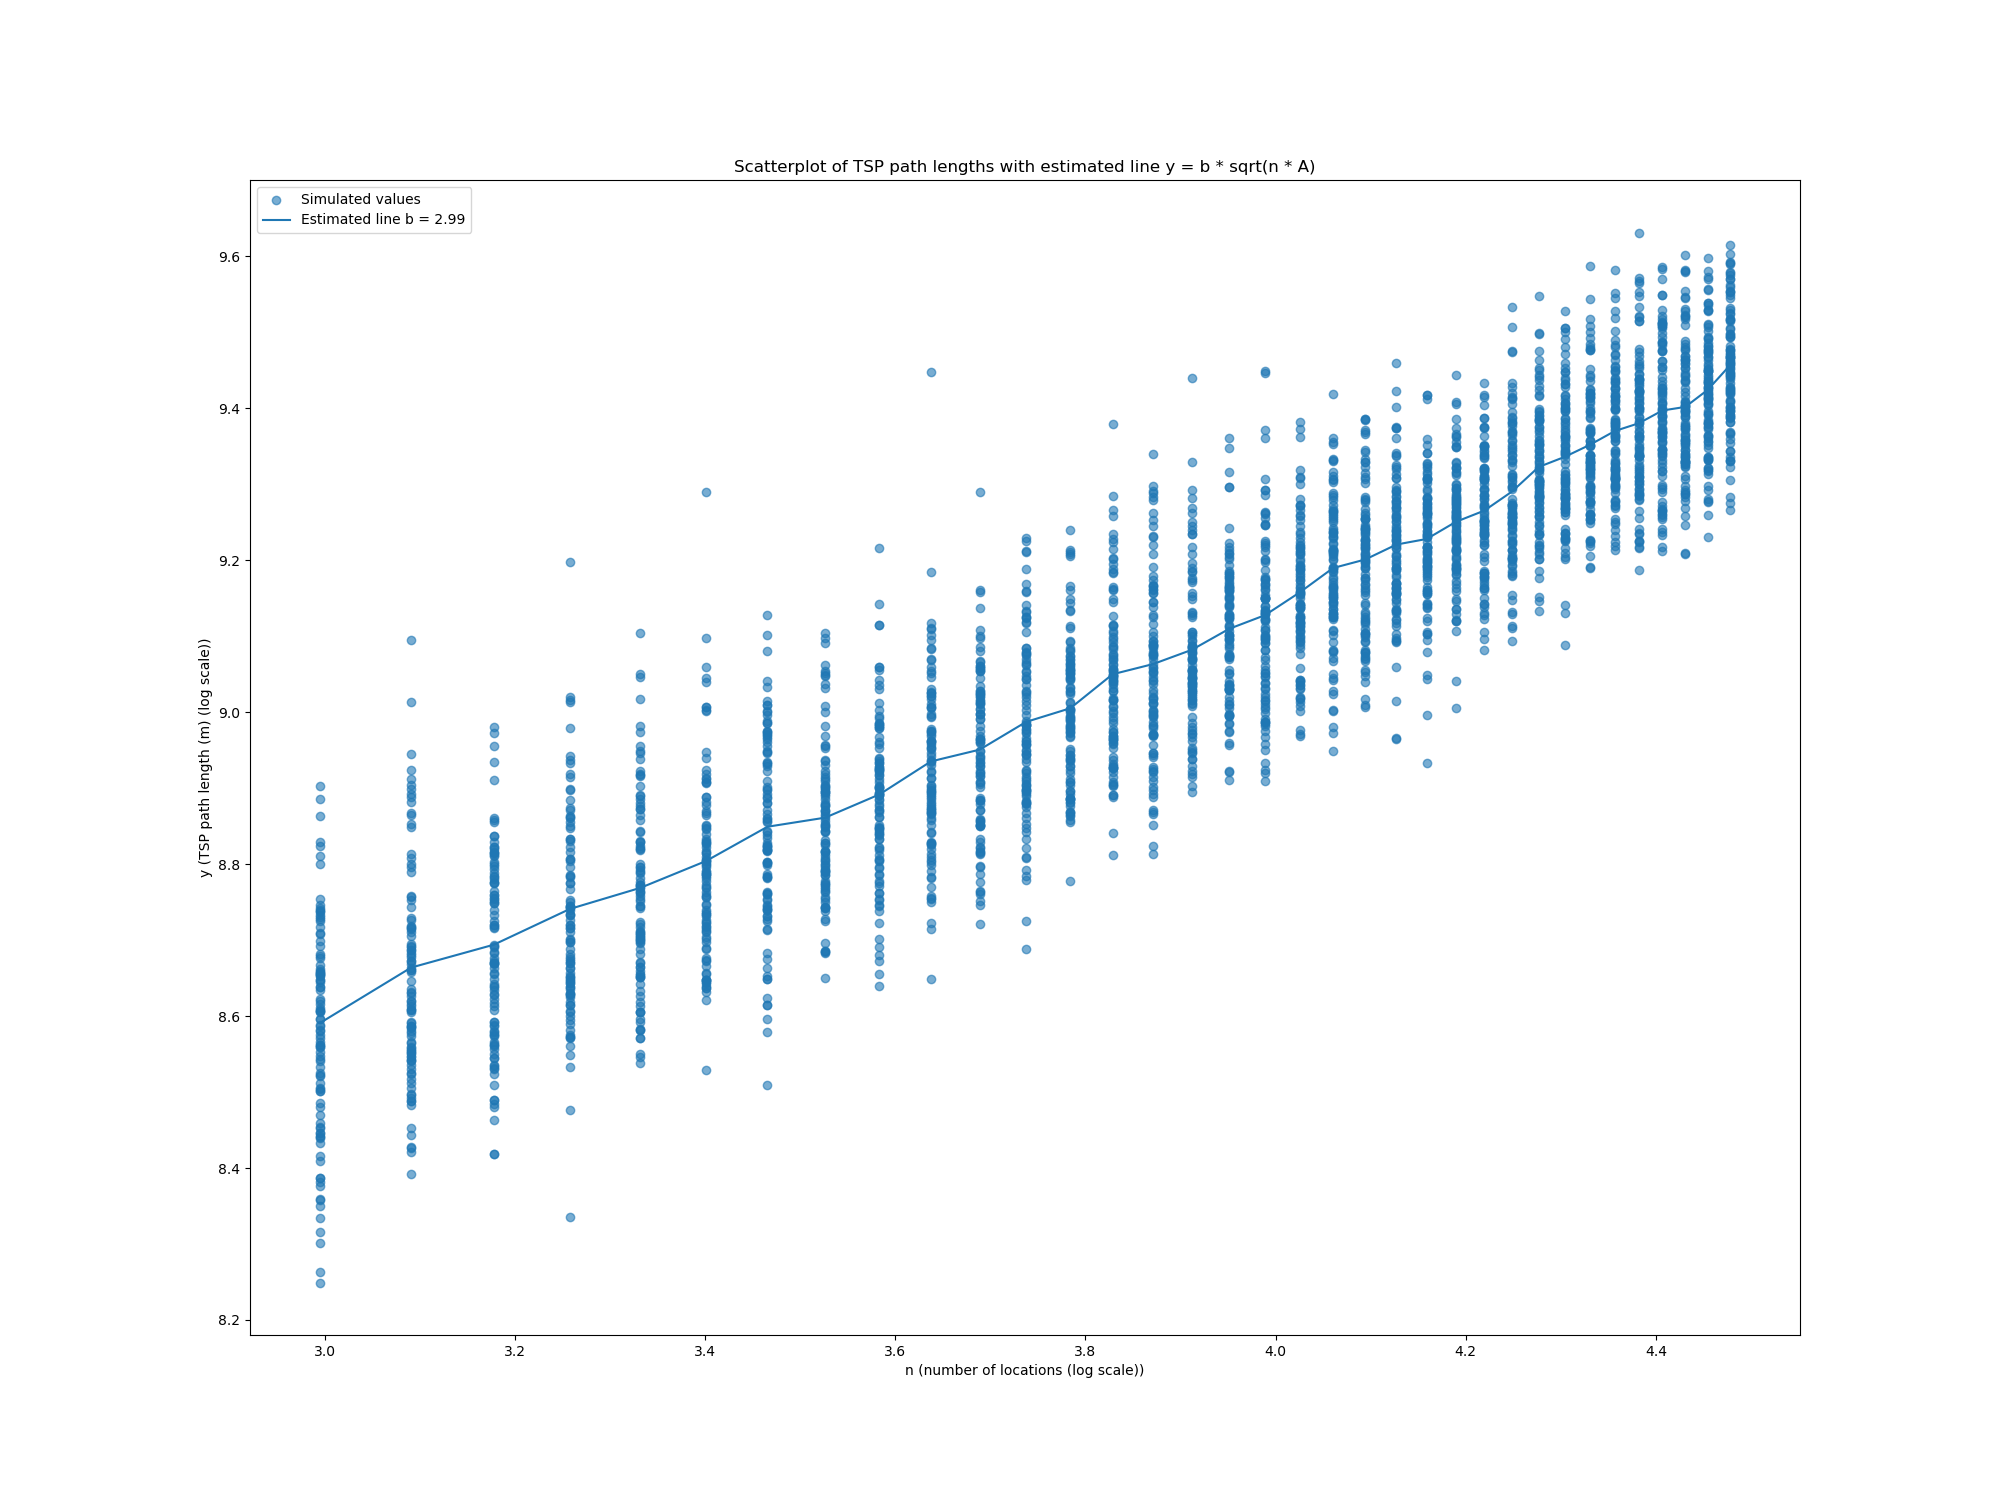 Scatterplot of TSP path lengths with estimated line y = b * sqrt(n * A)
Simulated values
Estimated line b = 2.99
9.6
9.4
9.2
9.0
8.8
8.6
8.4
8.2
y (TSP path length (m) (log scale))
3.0 3.2 3.4 3.6 3.8 4.0 4.2 4.4
n (number of locations (log scale))